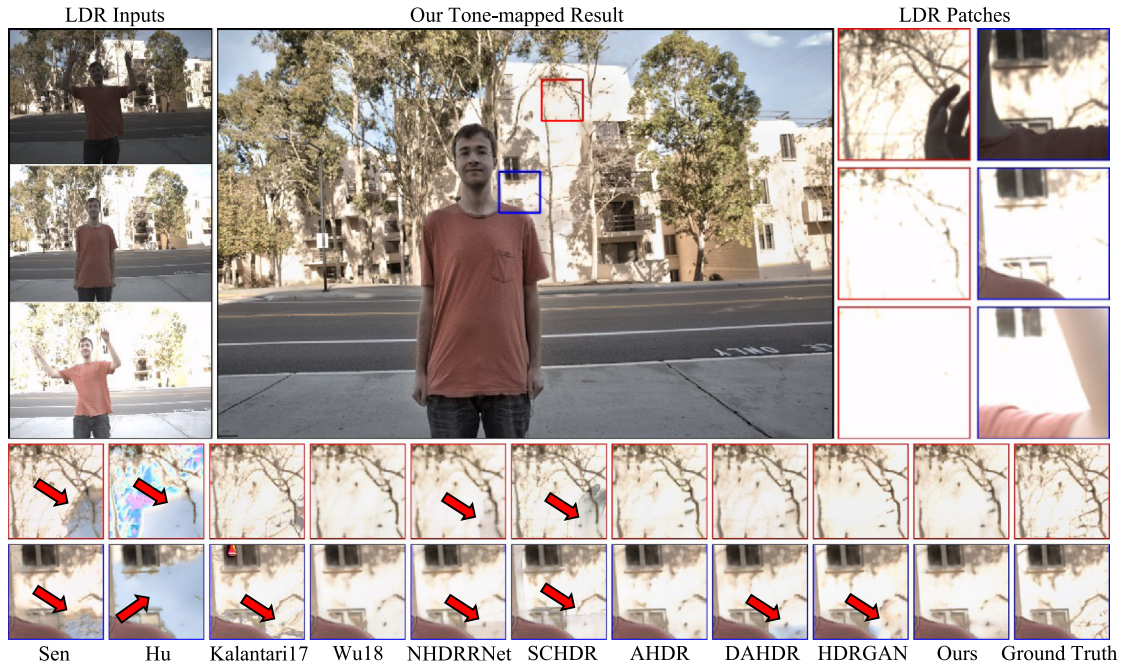 LDR Inputs
Our Tone-mapped Result
LDR Patches
ONLY
Sen
Hu
Kalantari17
Wu18
NHDRRNet
SCHDR
AHDR
DAHDR
HDRGAN
Ours
Ground Truth